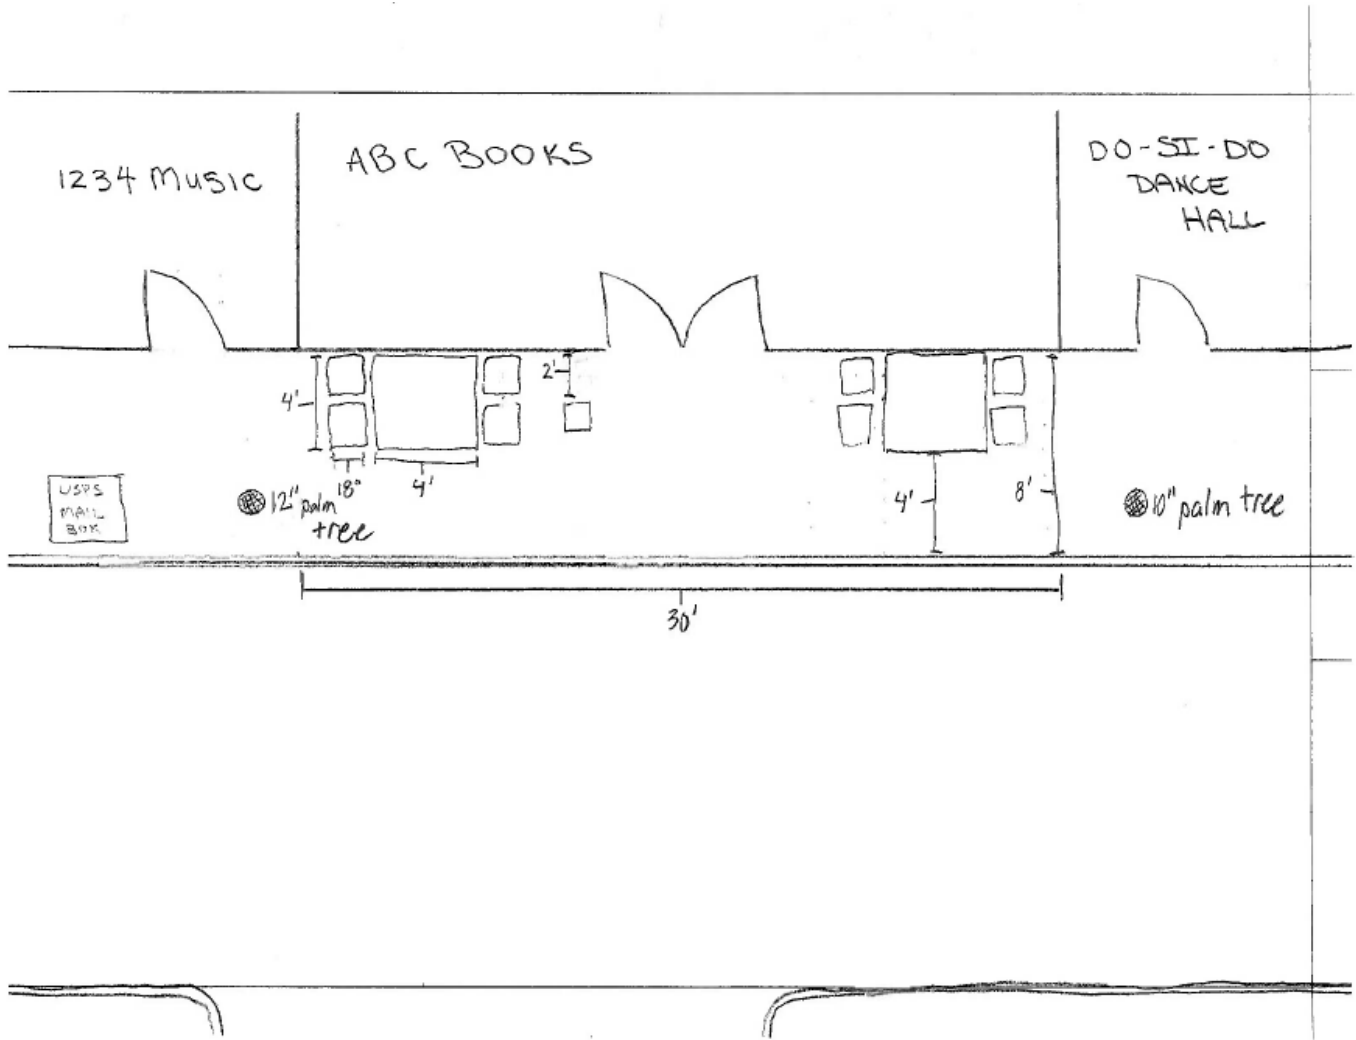 1234 Music
ABC BOOKS
DO-SI-DO
DANCE
HALL
4'
2'
18"
4'
4'
8'
USPS
MAIL
BOX
12" palm
tree
10" palm tree
30'